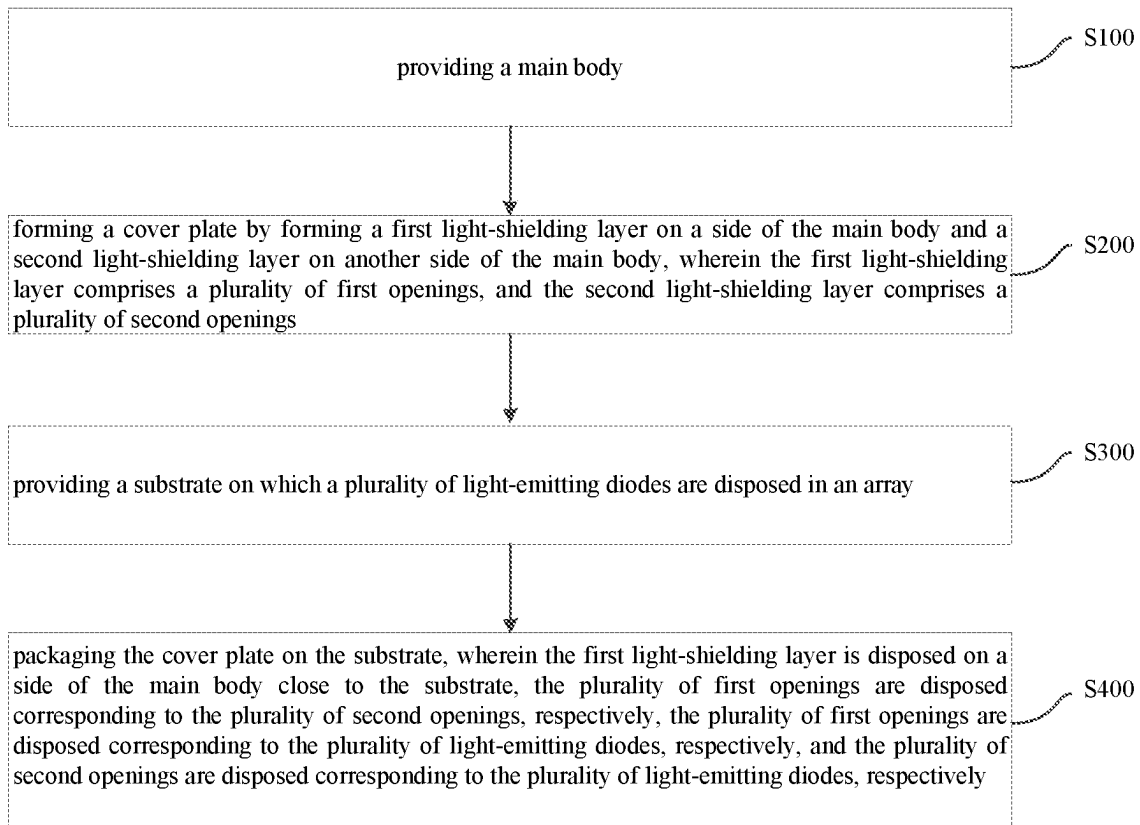 providing a main body
S100
forming a cover plate by forming a first light-shielding layer on a side of the main body and a
second light-shielding layer on another side of the main body, wherein the first light-shielding
layer comprises a plurality of first openings, and the second light-shielding layer comprises a
plurality of second openings
S200
providing a substrate on which a plurality of light-emitting diodes are disposed in an array
S300
packaging the cover plate on the substrate, wherein the first light-shielding layer is disposed on a
side of the main body close to the substrate, the plurality of first openings are disposed
corresponding to the plurality of second openings, respectively, the plurality of first openings are
disposed corresponding to the plurality of light-emitting diodes, respectively, and the plurality of
second openings are disposed corresponding to the plurality of light-emitting diodes, respectively
S400